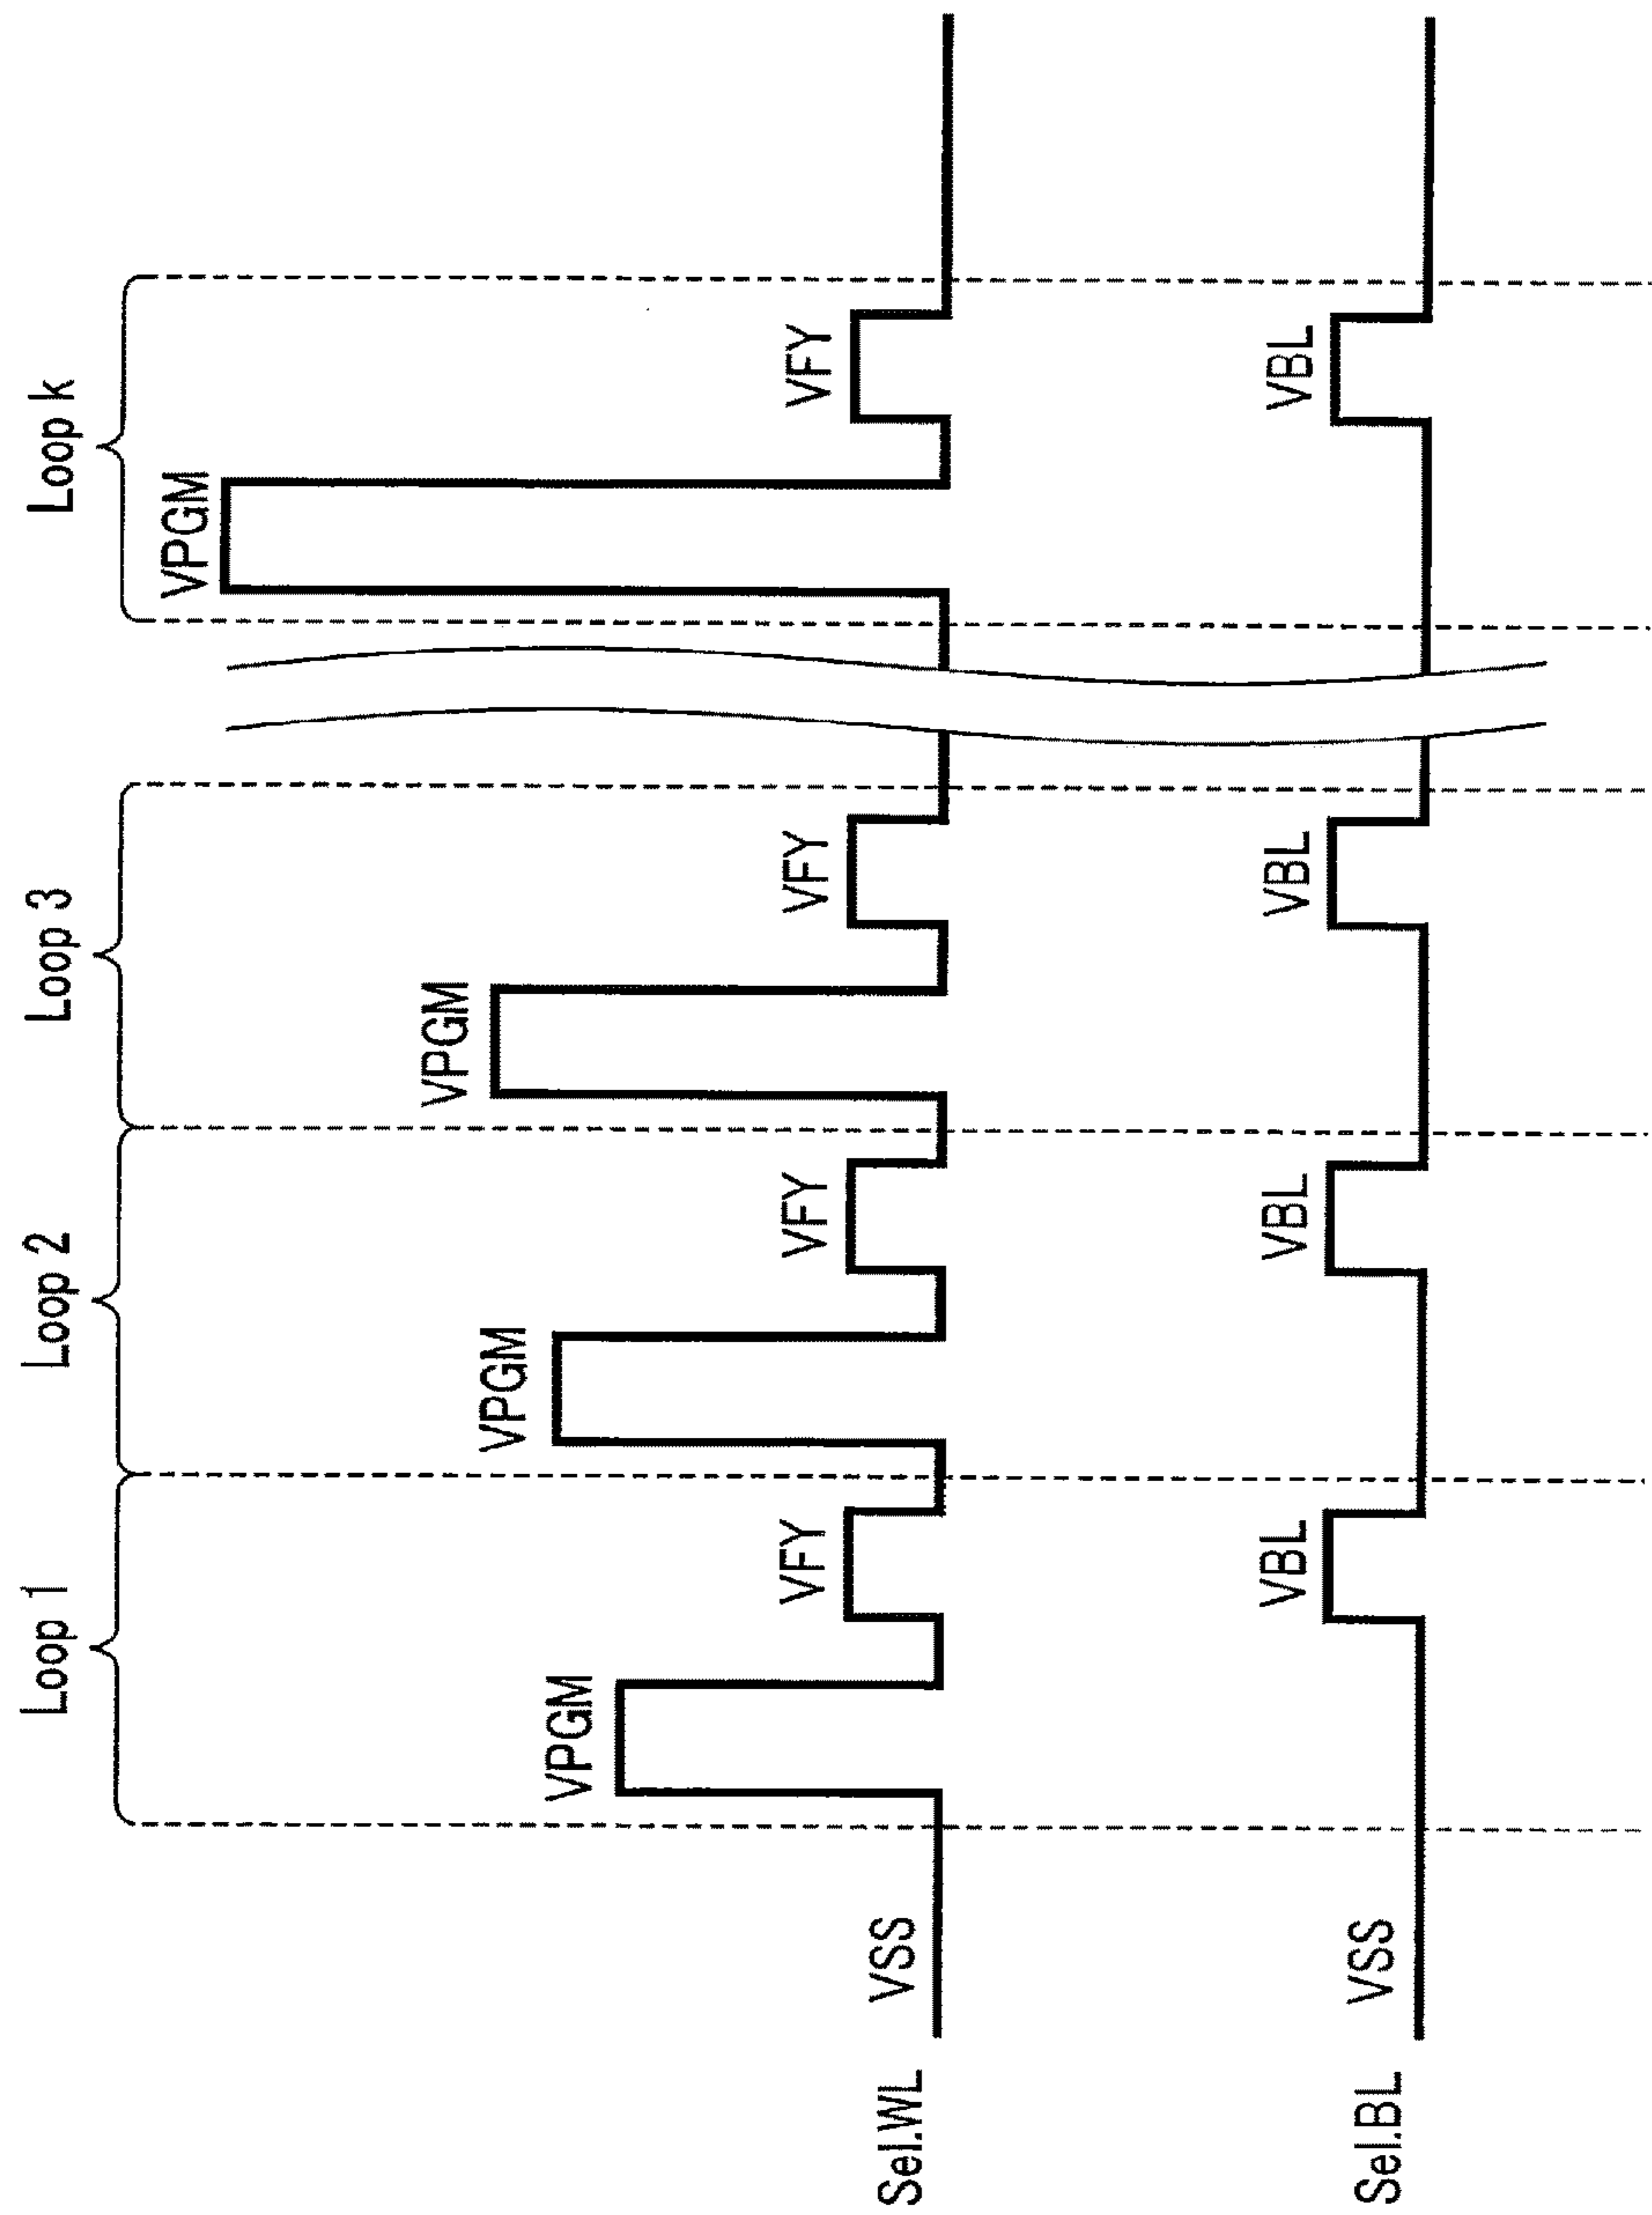 Loop 1
Loop 2
Loop 3
Loop k
VPGM
VPGM
VPGM
VPGM
VFY
VFY
VFY
VFY
Sel.WL VSS
VBL
VBL
VBL
VBL
Sel.BL VSS